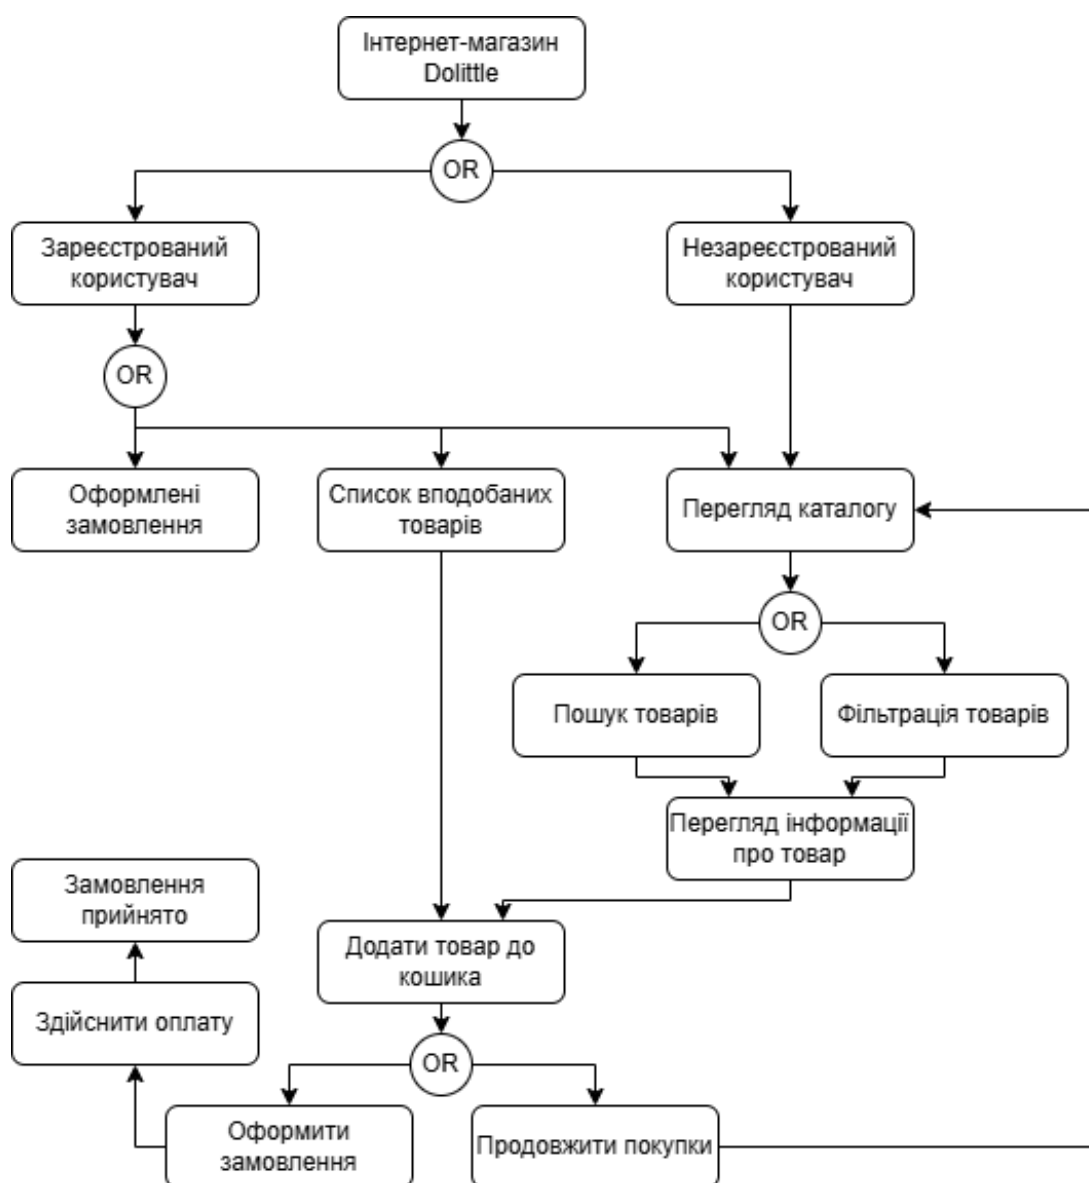 Інтернет-магазин
Dolittle
OR
Зареєстрований
користувач
Незареєстрований
користувач
OR
Оформлені
замовлення
Список вподобаних
товарів
Перегляд каталогу
OR
Пошук товарів
Фільтрація товарів
Перегляд інформації
про товар
Замовлення
прийнято
Додати товар до
кошика
Здійснити оплату
OR
Оформити
замовлення
Продовжити покупки